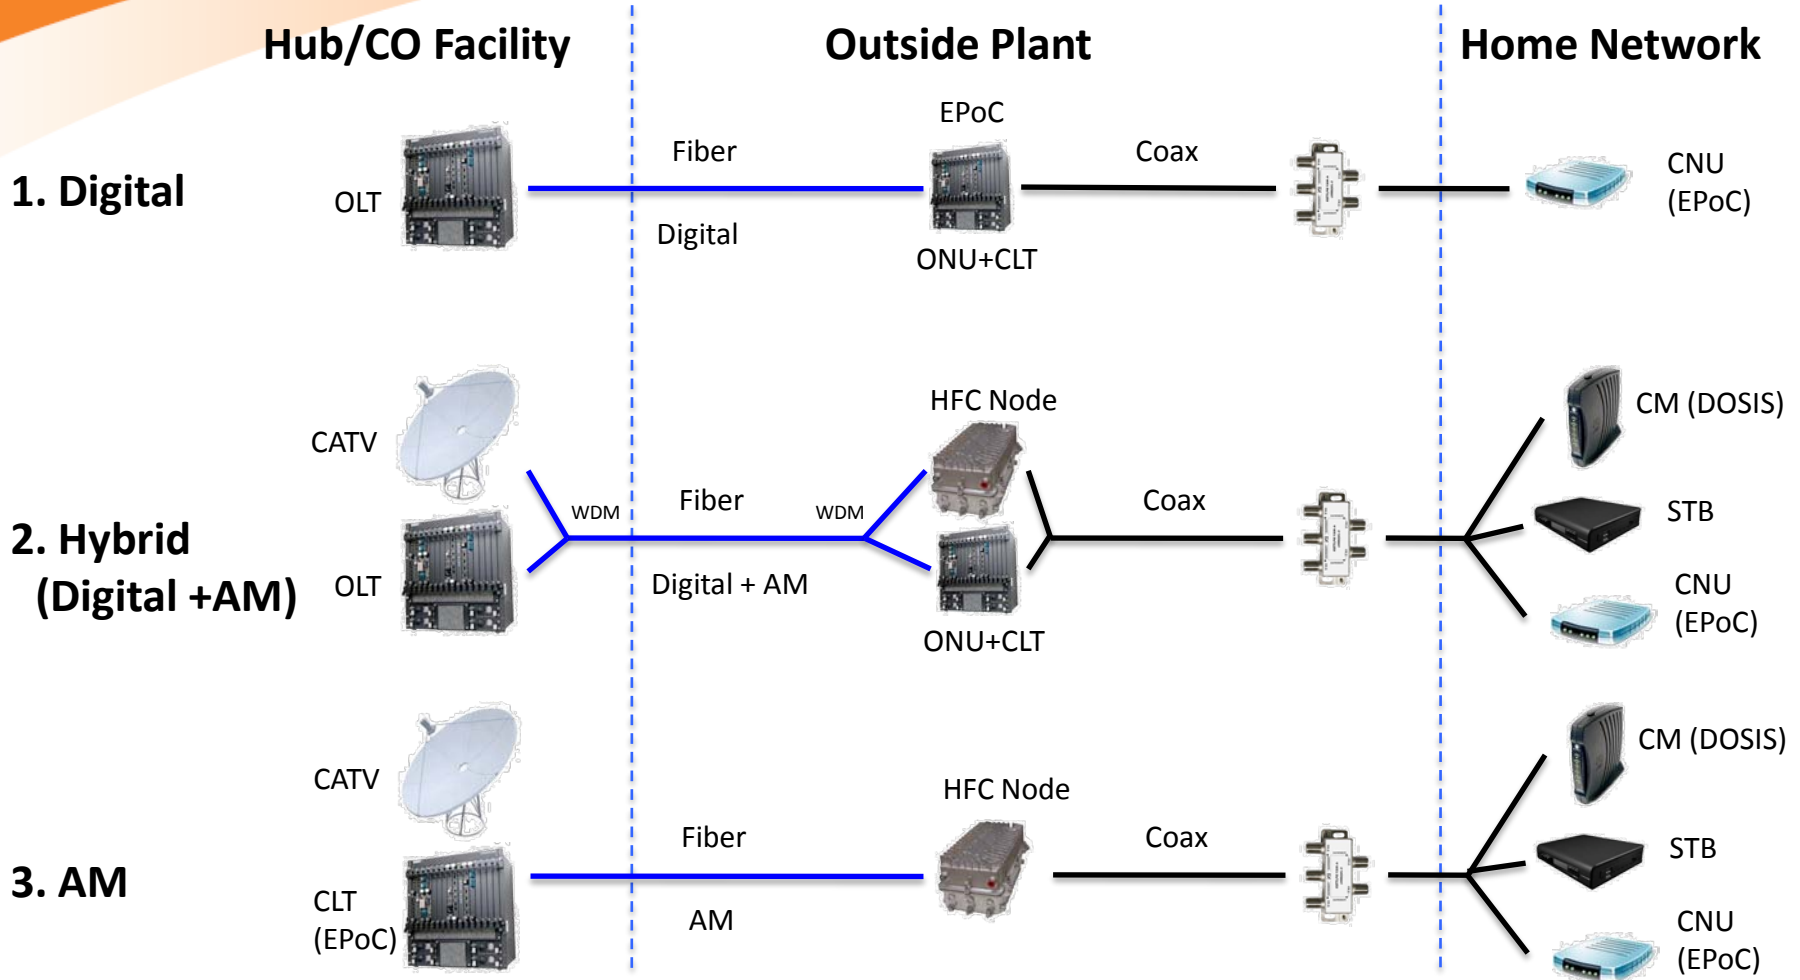 Hub/CO Facility
Outside Plant
Home Network
1. Digital
OLT
Fiber
Digital
EPoC
ONU+CLT
Coax
CNU
(EPoC)
2. Hybrid
(Digital +AM)
CATV
OLT
WDM
Fiber
Digital + AM
WDM
HFC Node
ONU+CLT
Coax
CM (DOSIS)
STB
CNU
(EPoC)
3. AM
CATV
CLT
(EPoC)
Fiber
AM
HFC Node
Coax
CM (DOSIS)
STB
CNU
(EPoC)